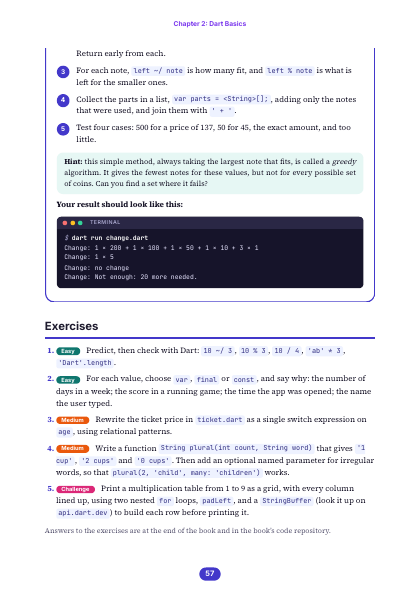 Chapter 2: Dart Basics
Return early from each.
3 For each note, left ~/ note is how many fit, and left % note is what is
left for the smaller ones.
4 Collect the parts in a list, var parts = <String>[];, adding only the notes
that were used, and join them with ' + '.
5 Test four cases: 500 for a price of 137, 50 for 45, the exact amount, and too
little.
Hint: this simple method, always taking the largest note that fits, is called a greedy
algorithm. It gives the fewest notes for these values, but not for every possible set
of coins. Can you find a set where it fails?
Your result should look like this:
TERMINAL
$ dart run change.dart
Change: 1 × 200 + 1 × 100 + 1 × 50 + 1 × 10 + 3 × 1
Change: 1 × 5
Change: no change
Change: Not enough: 20 more needed.
Exercises
1. Easy Predict, then check with Dart: 10 ~/ 3, 10 % 3, 10 / 4, 'ab' * 3,
'Dart'.length.
2. Easy For each value, choose var, final or const, and say why: the number of
days in a week; the score in a running game; the time the app was opened; the name
the user typed.
3. Medium Rewrite the ticket price in ticket.dart as a single switch expression on
age, using relational patterns.
4. Medium Write a function String plural(int count, String word) that gives '1
cup', '2 cups' and '0 cups'. Then add an optional named parameter for irregular
words, so that plural(2, 'child', many: 'children') works.
5. Challenge Print a multiplication table from 1 to 9 as a grid, with every column
lined up, using two nested for loops, padLeft, and a StringBuffer (look it up on
api.dart.dev) to build each row before printing it.
Answers to the exercises are at the end of the book and in the book's code repository.
57